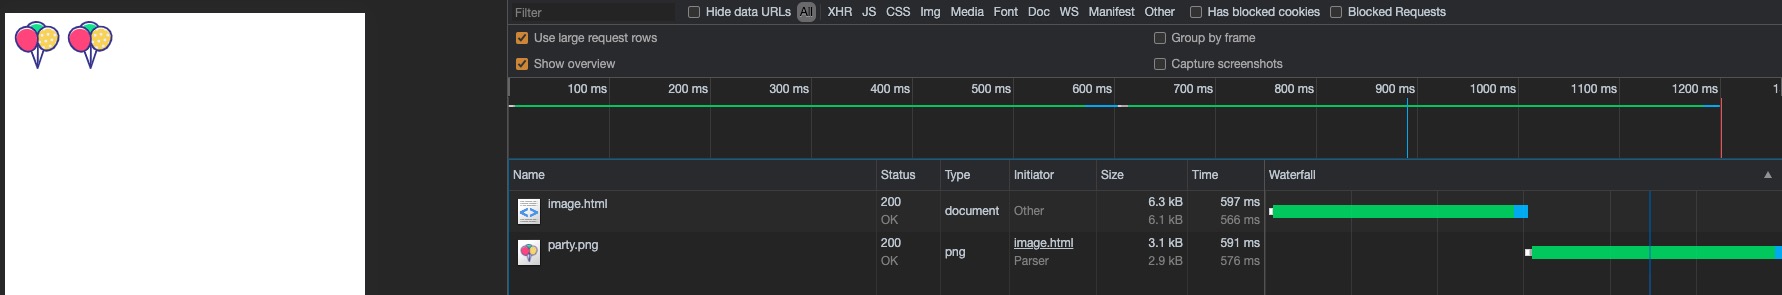 Filter Hide data URLs All XHR JS CSS Img Media Font Doc WS Manifest Other Has blocked cookies Blocked Requests
Use large request rows Group by frame
Show overview Capture screenshots
100 ms 200 ms 300 ms 400 ms 500 ms 600 ms 700 ms 800 ms 900 ms 1000 ms 1100 ms 1200 ms 1
Name Status Type Initiator Size Time Waterfall
image.html 200 document Other 6.3 kB 597 ms
OK 6.1 kB 566 ms
party.png 200 png image.html 3.1 kB 591 ms
OK Parser 2.9 kB 576 ms